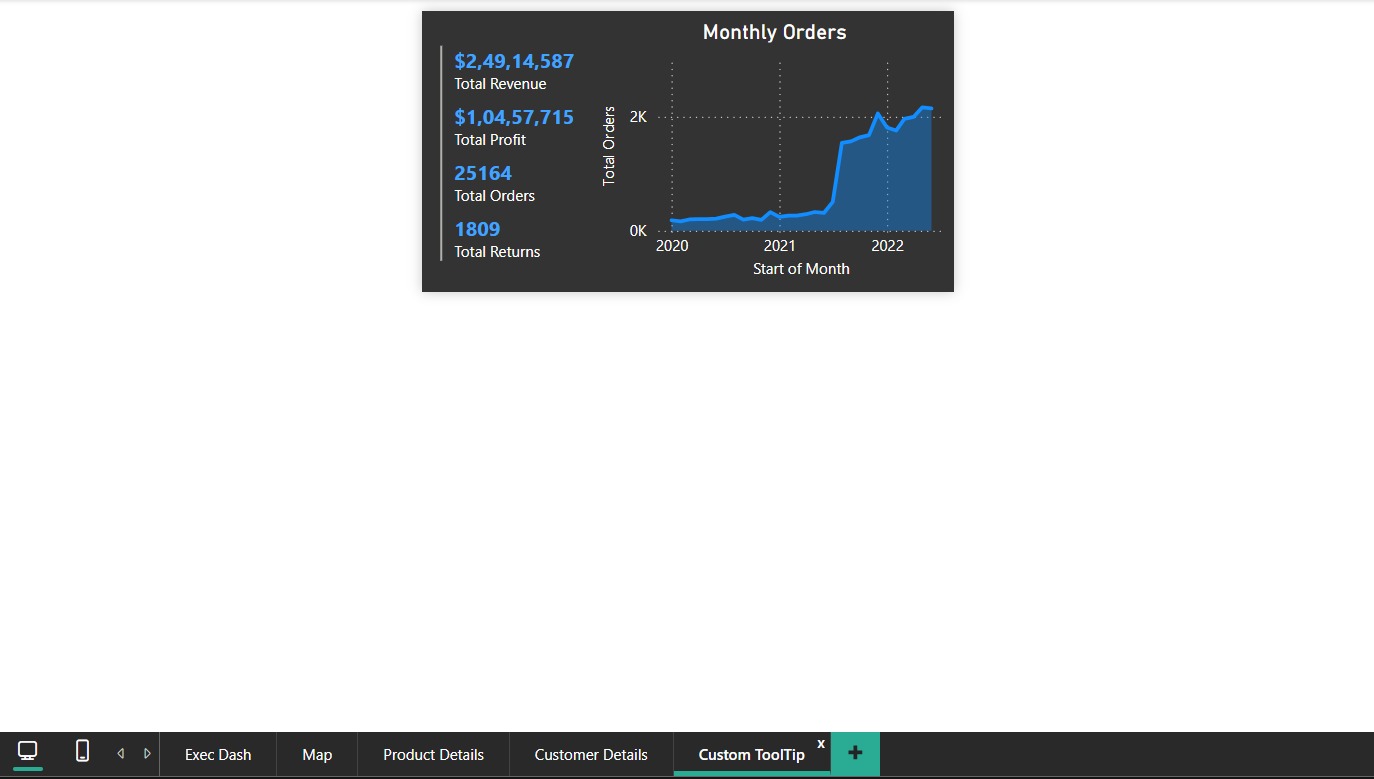 Monthly Orders
$2,49,14,587
Total Revenue
$1,04,57,715
Total Profit
25164
Total Orders
1809
Total Returns
Total Orders
2K
0K
2020 2021 2022
Start of Month
Exec Dash Map Product Details Customer Details Custom ToolTip x +